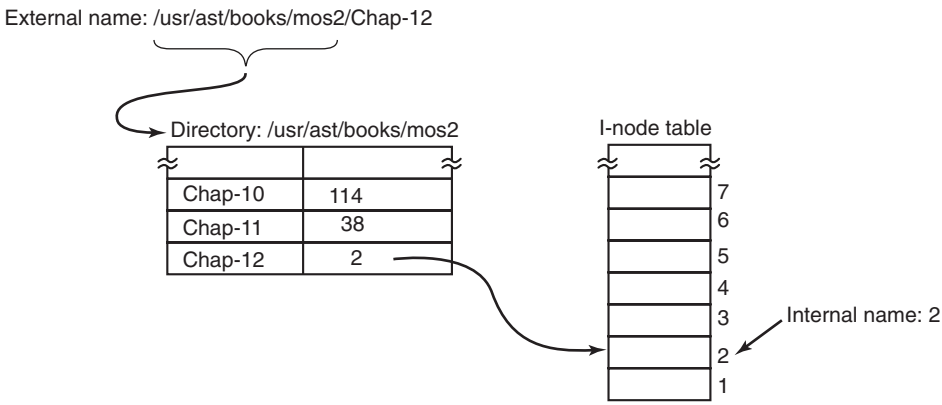 External name: /usr/ast/books/mos2/Chap-12
Directory: /usr/ast/books/mos2
Chap-10 114
Chap-11 38
Chap-12 2
I-node table
7
6
5
4
3
2
1
Internal name: 2